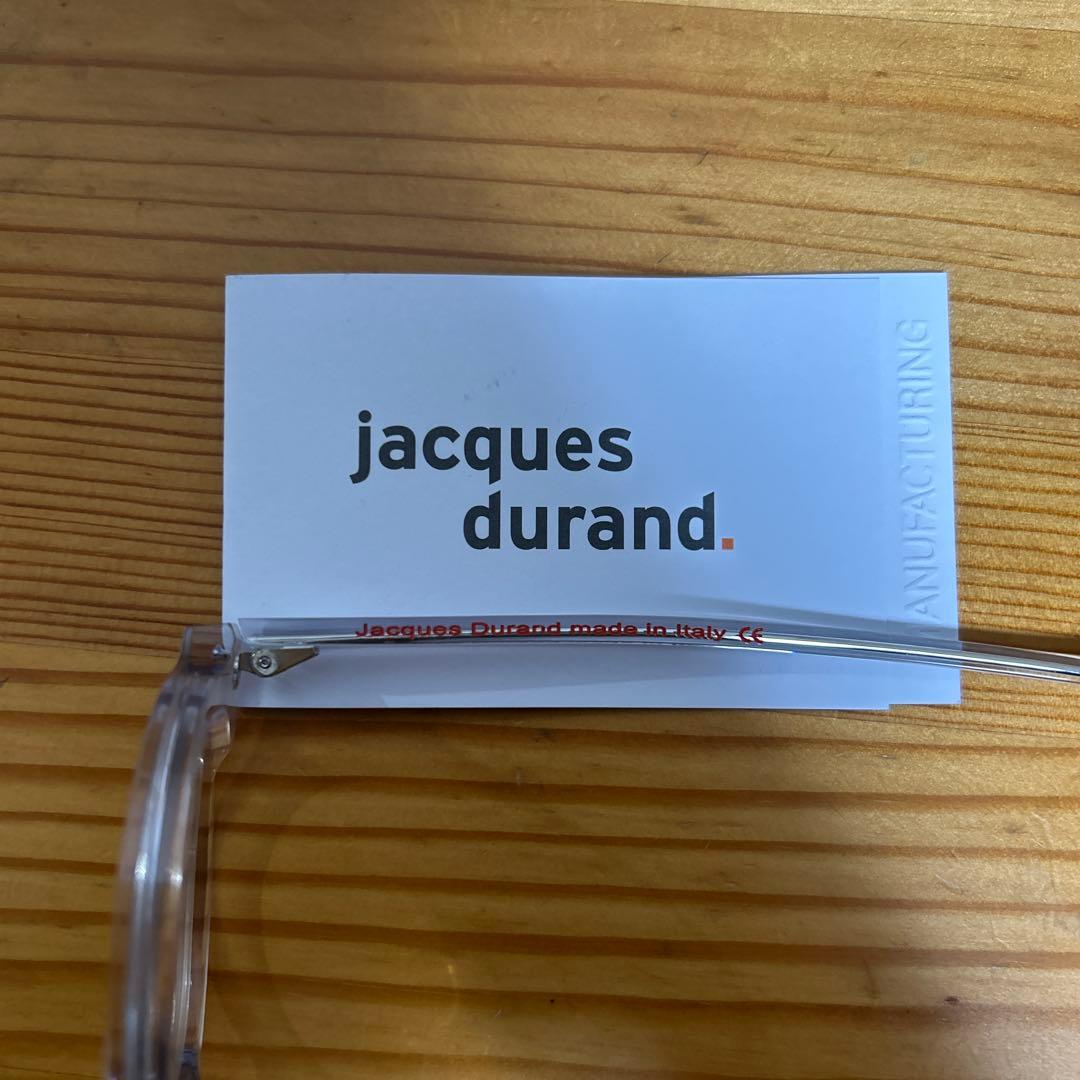 jacques
durand.
ANUFACTURING
Jacques Durand made in Italy CE